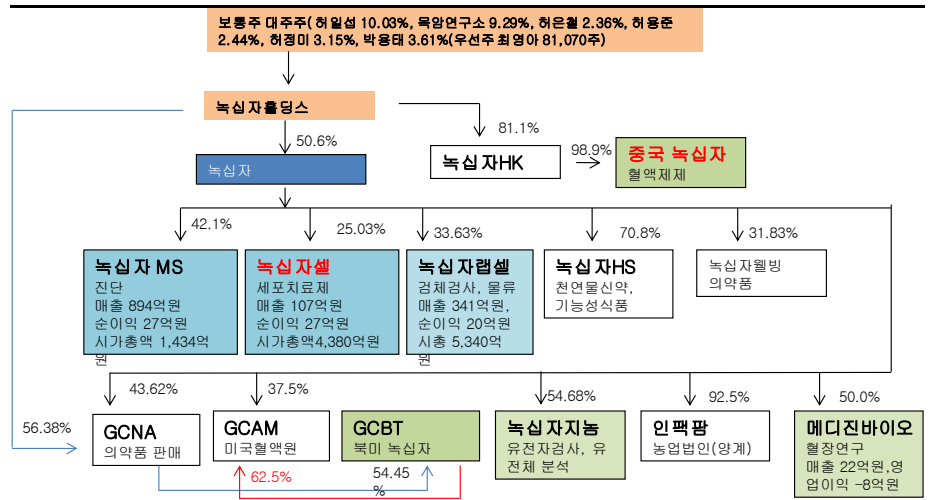 보통주 대주주( 허일섭 10.03%, 목암연구소 9.29%, 허은철 2.36%, 허용준
2.44%, 허정미 3.15%, 박용태 3.61%(우선주 최영아 81,070주)
녹십자홀딩스
50.6%
81.1%
녹십자
녹십자HK
98.9%
중국 녹십자
혈액제제
42.1%
25.03%
33.63%
70.8%
31.83%
녹십자 MS
진단
매출 894억원
순이익 27억원
시가총액 1,434억
원
녹십자셀
세포치료제
매출 107억원
순이익 27억원
시가총액4,380억원
녹십자랩셀
검체검사, 물류
매출 341억원,
순이익 20억원
시총 5,340억
원
녹십자HS
천연물신약,
기능성식품
녹십자웰빙
의약품
43.62%
37.5%
54.68%
92.5%
50.0%
56.38%
GCNA
의약품 판매
GCAM
미국혈액원
GCBT
북미 녹십자
녹십자지놈
유전자검사, 유
전체 분석
인팩팜
농업법인(양계)
메디진바이오
혈장연구
매출 22억원,영
업이익 -8억원
62.5%
54.45
%